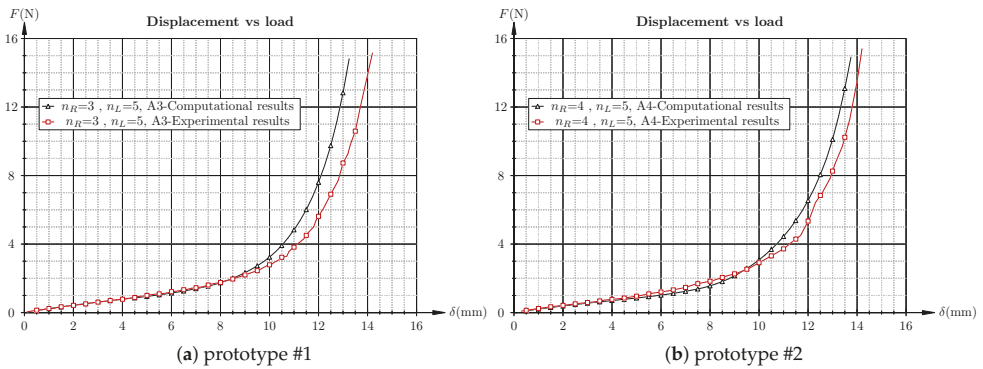 F(N)
Displacement vs load
16
12
8
4
0
n_R=3 , n_L=5, A3-Computational results
n_R=3 , n_L=5, A3-Experimental results
0 2 4 6 8 10 12 14 16
δ(mm)
(a) prototype #1
F(N)
Displacement vs load
16
12
8
4
0
n_R=4 , n_L=5, A4-Computational results
n_R=4 , n_L=5, A4-Experimental results
2 4 6 8 10 12 14 16
δ(mm)
(b) prototype #2